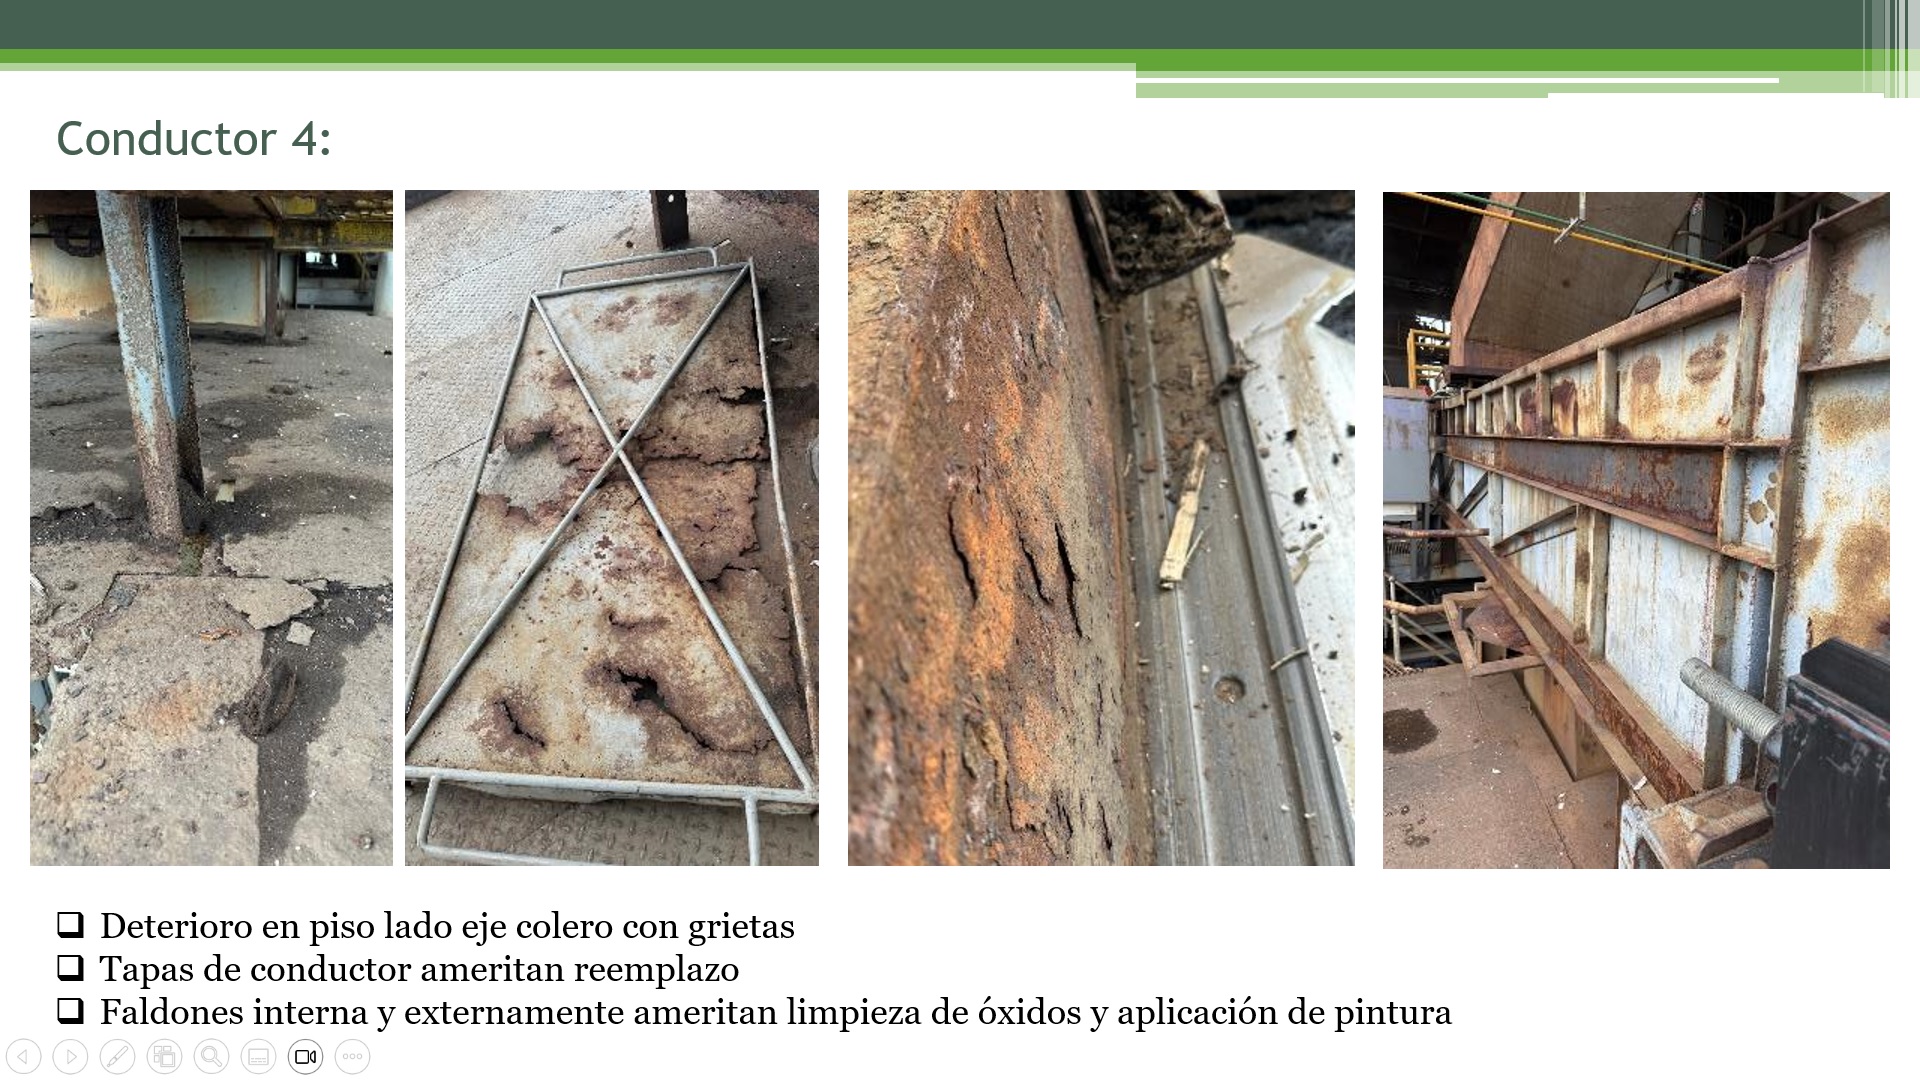 Conductor 4:
Deterioro en piso lado eje colero con grietas
Tapas de conductor ameritan reemplazo
Faldones interna y externamente ameritan limpieza de óxidos y aplicación de pintura